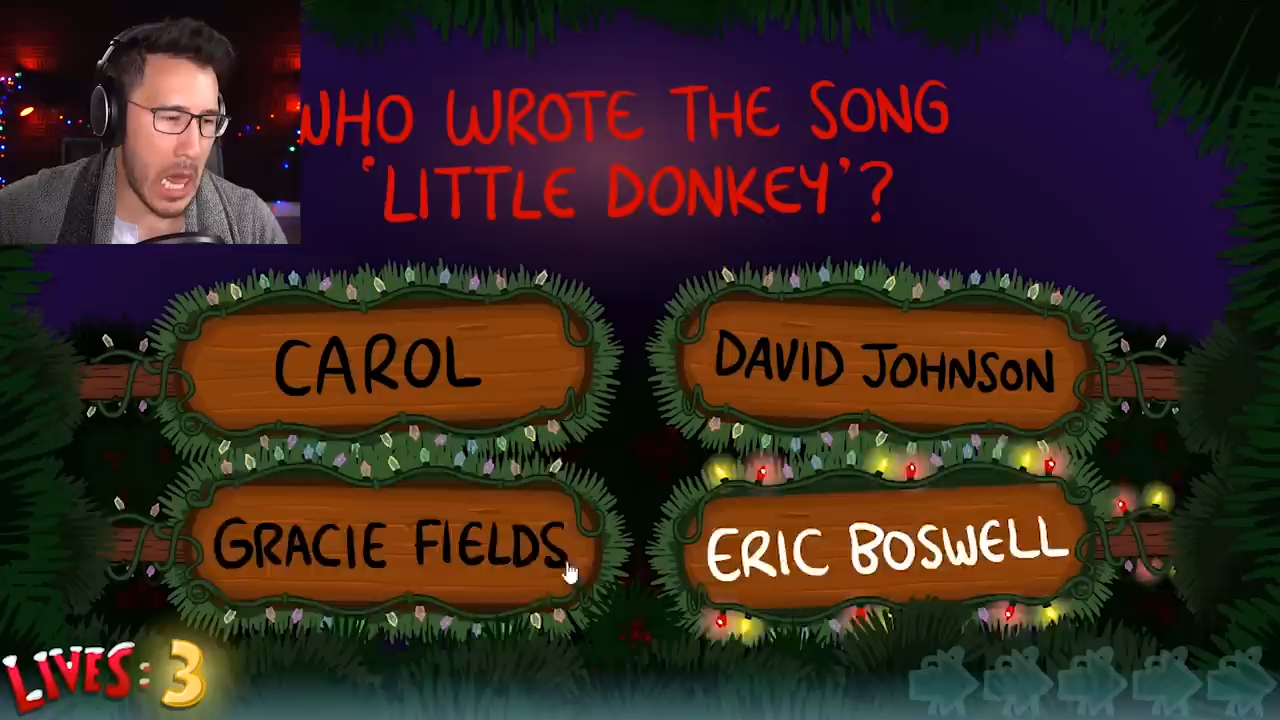 WHO WROTE THE SONG
'LITTLE DONKEY'?
CAROL
DAVID JOHNSON
GRACIE FIELDS
ERIC BOSWELL
LIVES: 3